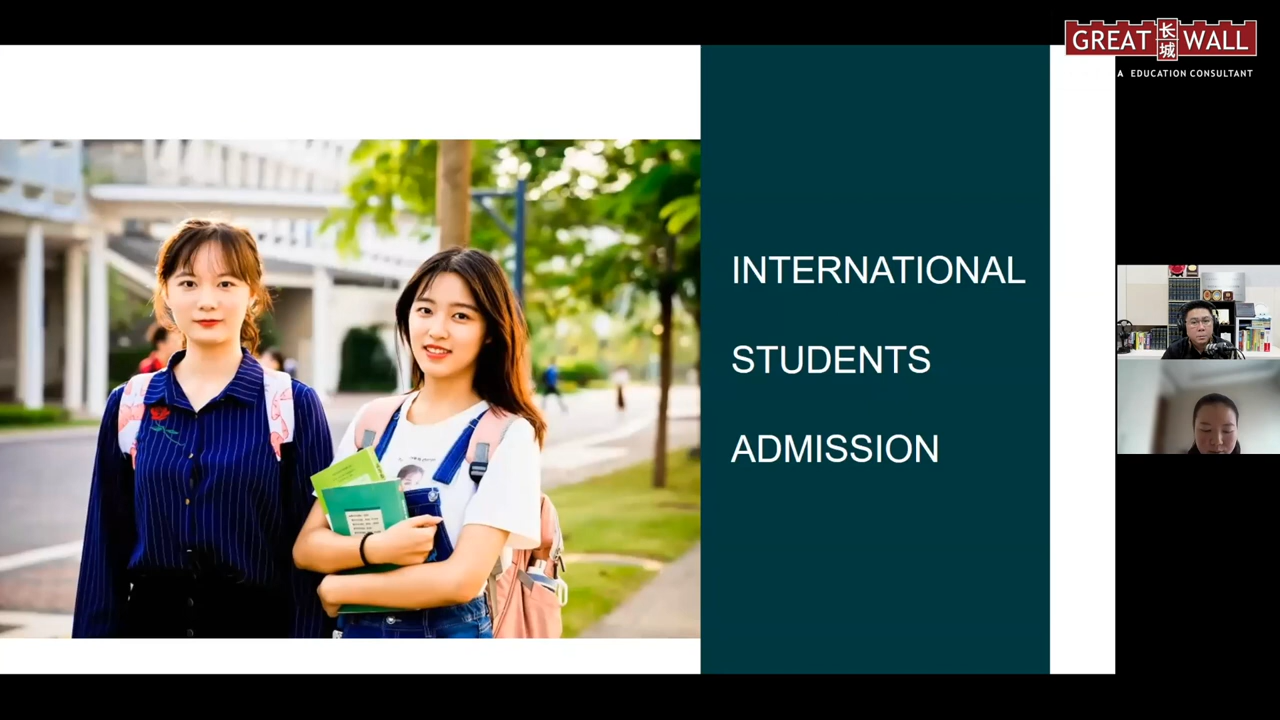 GREAT 长城 WALL
A EDUCATION CONSULTANT
INTERNATIONAL
STUDENTS
ADMISSION